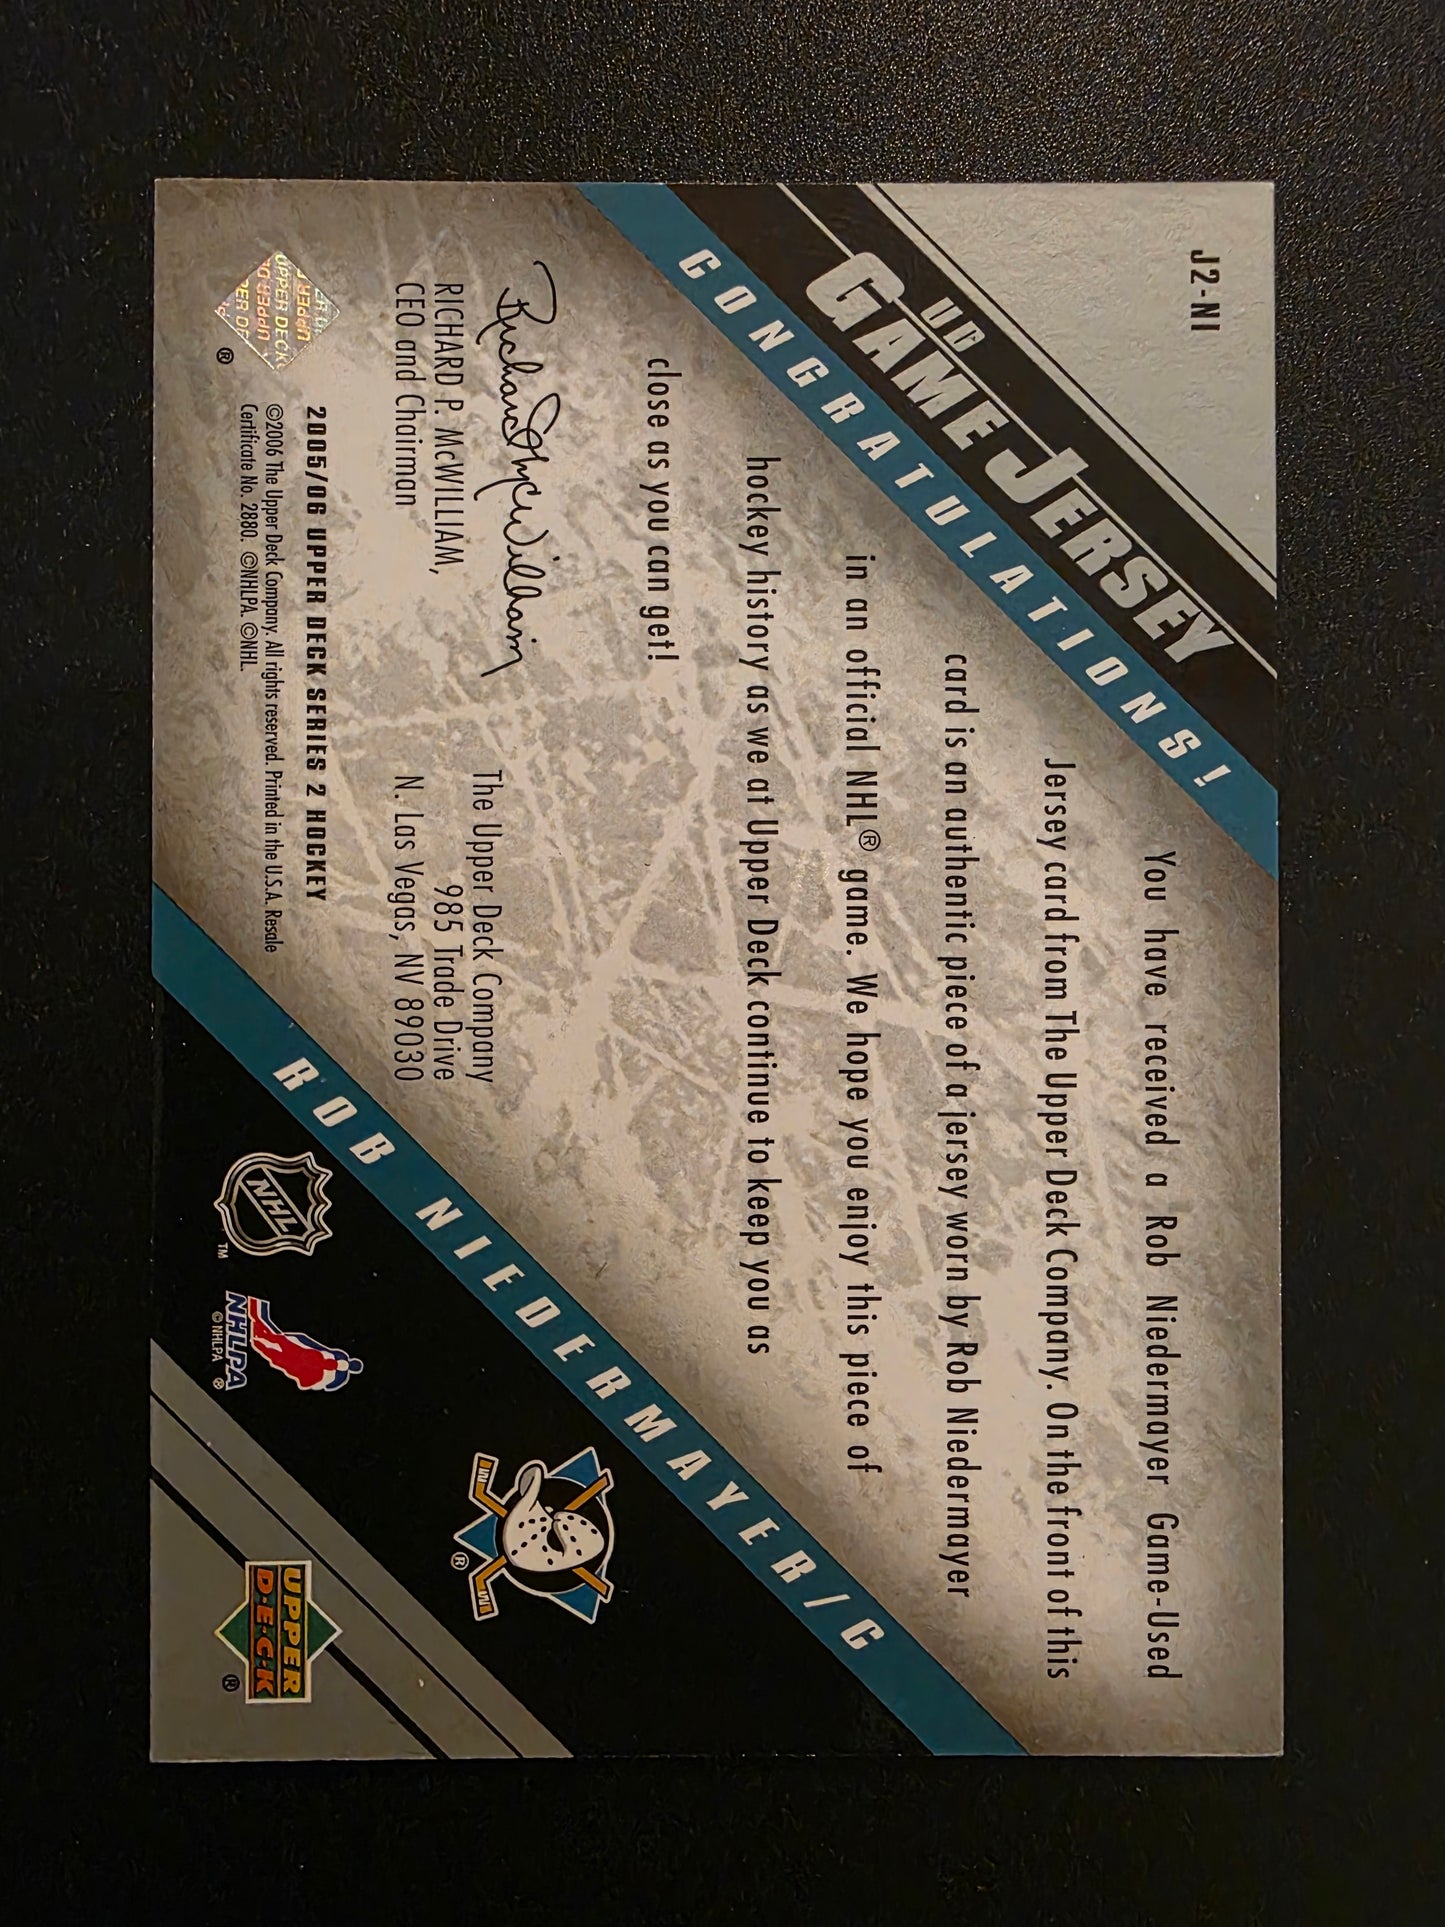 J2-NI
UD
GAME JERSEY
CONGRATULATIONS!
You have received a Rob Niedermayer Game-Used
Jersey card from The Upper Deck Company. On the front of this
card is an authentic piece of a jersey worn by Rob Niedermayer
in an official NHL® game. We hope you enjoy this piece of
hockey history as we at Upper Deck continue to keep you as
close as you can get!
Richard P. McWilliam
RICHARD P. McWILLIAM,
CEO and Chairman
The Upper Deck Company
985 Trade Drive
N. Las Vegas, NV 89030
UPPER DECK
®
2005/06 UPPER DECK SERIES 2 HOCKEY
©2006 The Upper Deck Company. All rights reserved. Printed in the U.S.A. Resale
Certificate No. 2880. ©NHLPA. ©NHL.
ROB NIEDERMAYER/C
®
NHL
™
NHLPA
©NHLPA ®
UPPER
D·E·C·K
®